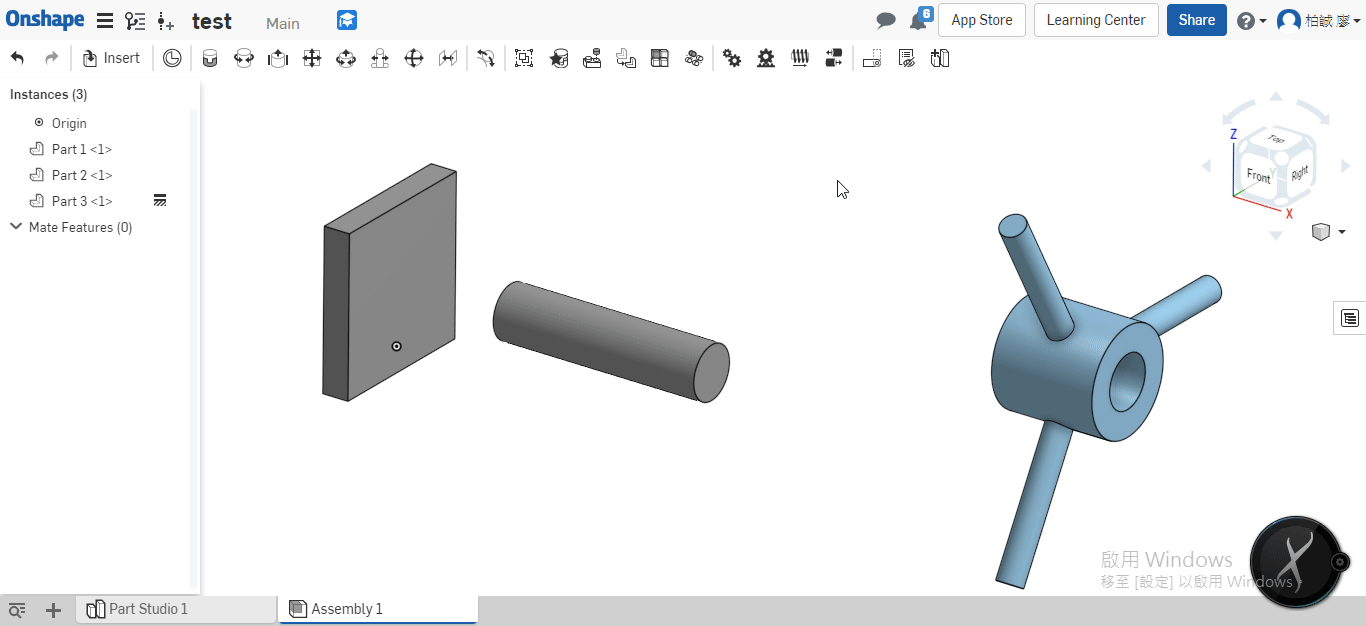 Onshape test Main 6 App Store Learning Center Share ? 柏誠 廖
Insert
Instances (3)
Origin
Part 1 <1>
Part 2 <1>
Part 3 <1>
Mate Features (0)
Z
Top
Front
Right
Y
X
啟用 Windows
移至 [設定] 以啟用 Windows。
Part Studio 1
Assembly 1